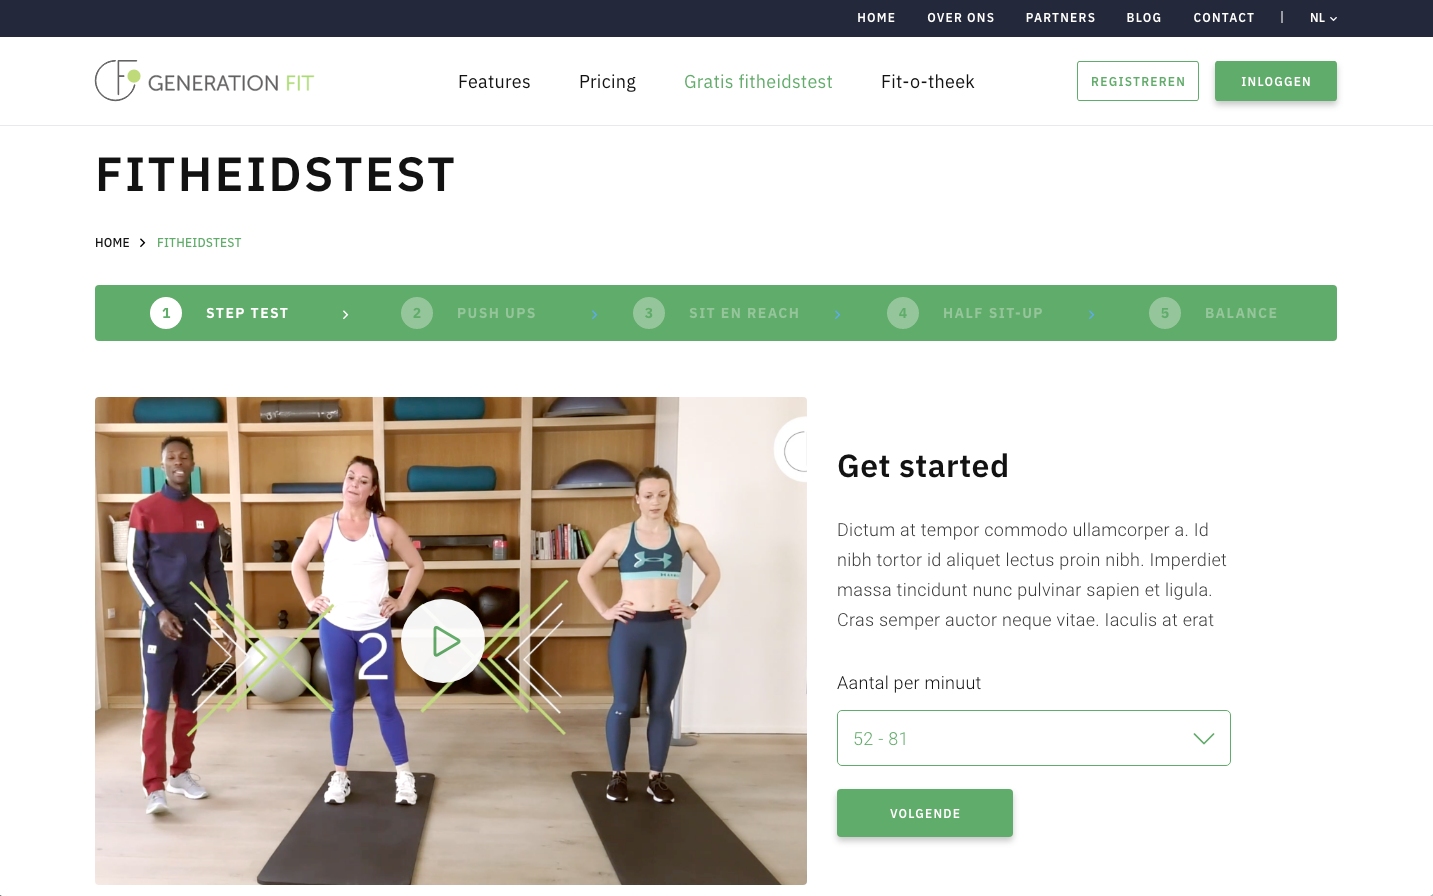 HOME OVER ONS PARTNERS BLOG CONTACT | NL
GENERATION FIT
Features Pricing Gratis fitheidstest Fit-o-theek
REGISTREREN INLOGGEN
FITHEIDSTEST
HOME > FITHEIDSTEST
1 STEP TEST > 2 PUSH UPS > 3 SIT EN REACH > 4 HALF SIT-UP > 5 BALANCE
2
Get started
Dictum at tempor commodo ullamcorper a. Id
nibh tortor id aliquet lectus proin nibh. Imperdiet
massa tincidunt nunc pulvinar sapien et ligula.
Cras semper auctor neque vitae. Iaculis at erat
Aantal per minuut
52 - 81
VOLGENDE